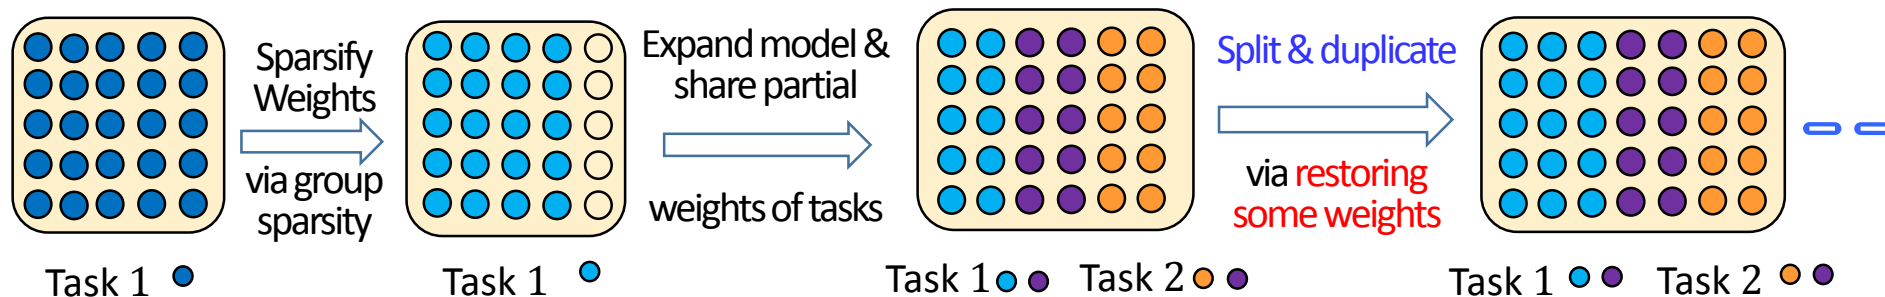 Sparsify
Weights
via group
sparsity
Expand model &
share partial
weights of tasks
Split & duplicate
via restoring
some weights
Task 1
Task 1
Task 1 Task 2
Task 1 Task 2